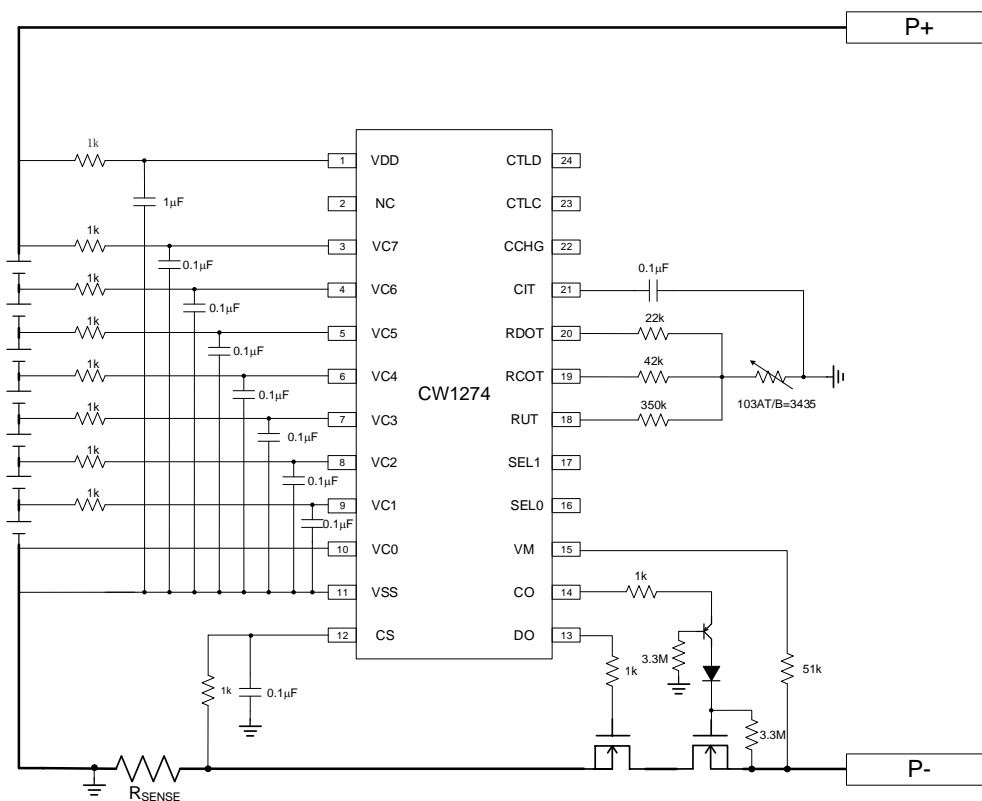 P+
1k
1 VDD CTLD 24
1μF
2 NC CTLC 23
1k
3 VC7 CCHG 22
0.1μF
0.1μF
1k
4 VC6 CIT 21
0.1μF
22k
1k
5 VC5 RDOT 20
0.1μF
42k
1k
6 VC4 RCOT 19
CW1274
0.1μF
103AT/B=3435
350k
1k
7 VC3 RUT 18
0.1μF
1k
8 VC2 SEL1 17
0.1μF
1k
9 VC1 SEL0 16
0.1μF
10 VC0 VM 15
1k
11 VSS CO 14
12 CS DO 13
3.3M
1k
51k
1k
0.1μF
3.3M
P-
RSENSE